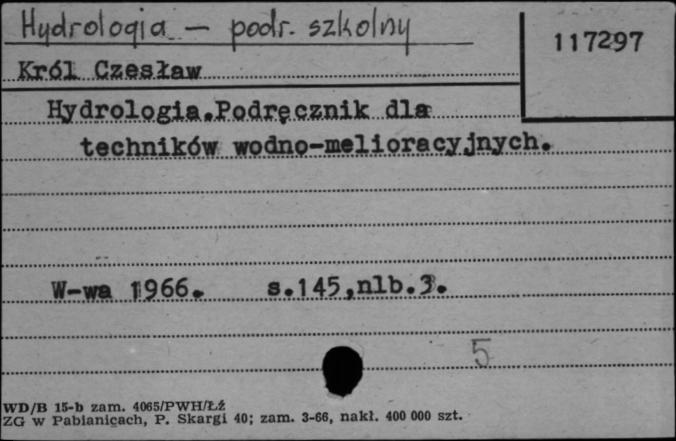 Hydrologia – podr. szkolny
117297
Król Czesław
Hydrologia.Podręcznik dla
techników wodno-melioracyjnych.
W-wa 1966. s.145,nlb.3.
5
WD/B 15-b zam. 4065/PWH/ŁŹ
ZG w Pabianicach, P. Skargi 40; zam. 3-66, nakł. 400 000 szt.